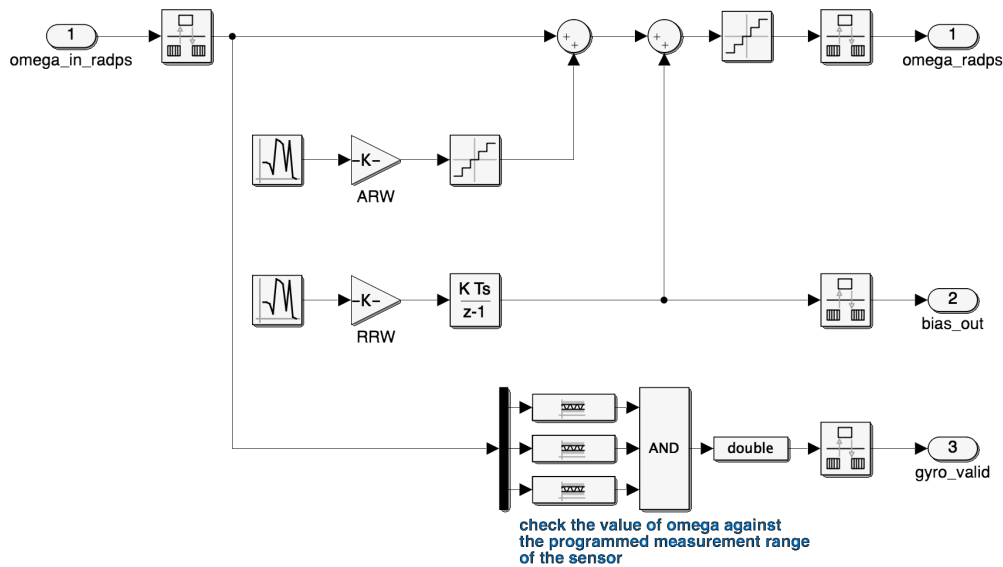 1
omega_in_radps
1
omega_radps
-K-
ARW
-K-
RRW
K Ts
z-1
2
bias_out
AND
double
3
gyro_valid
check the value of omega against
the programmed measurement range
of the sensor